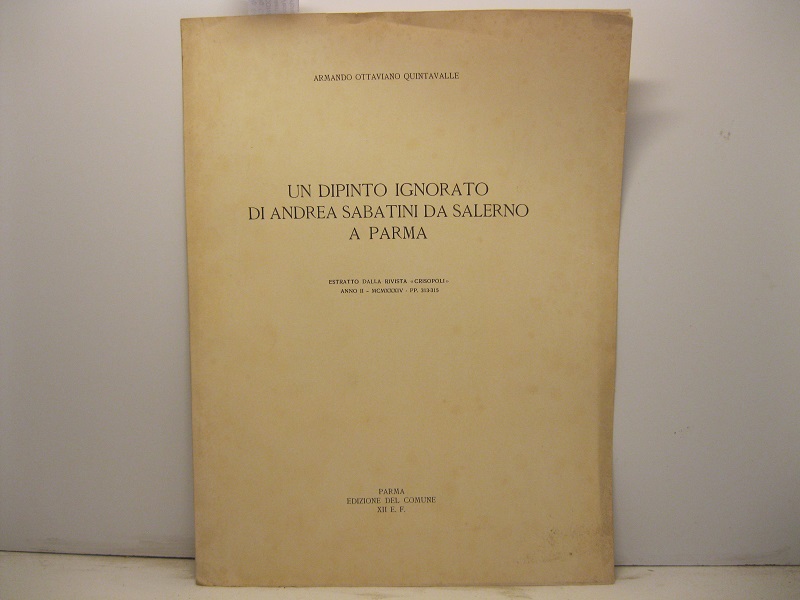 ARMANDO OTTAVIANO QUINTAVALLE
UN DIPINTO IGNORATO
DI ANDREA SABATINI DA SALERNO
A PARMA
ESTRATTO DALLA RIVISTA «CRISOPOLI»
ANNO II - MCMXXXIV - PP. 313-315
PARMA
EDIZIONE DEL COMUNE
XII E. F.